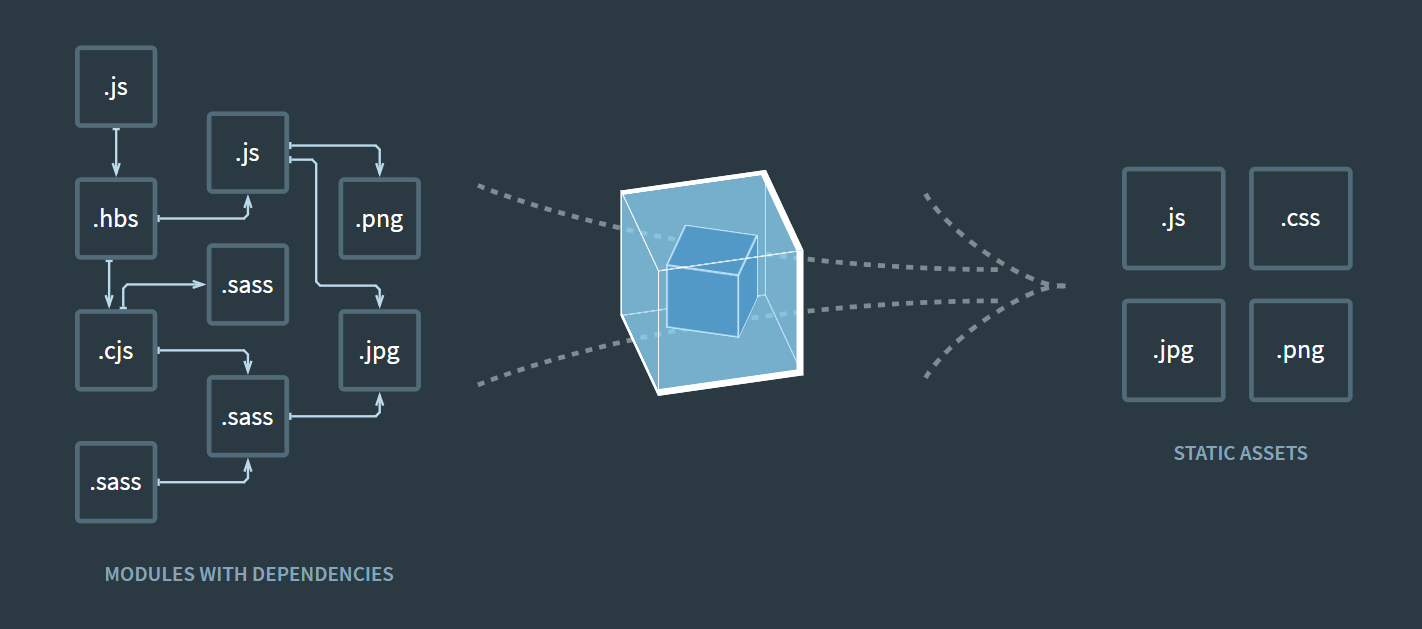 .js
.js
.hbs
.png
.sass
.cjs
.jpg
.sass
.sass
MODULES WITH DEPENDENCIES
.js
.css
.jpg
.png
STATIC ASSETS